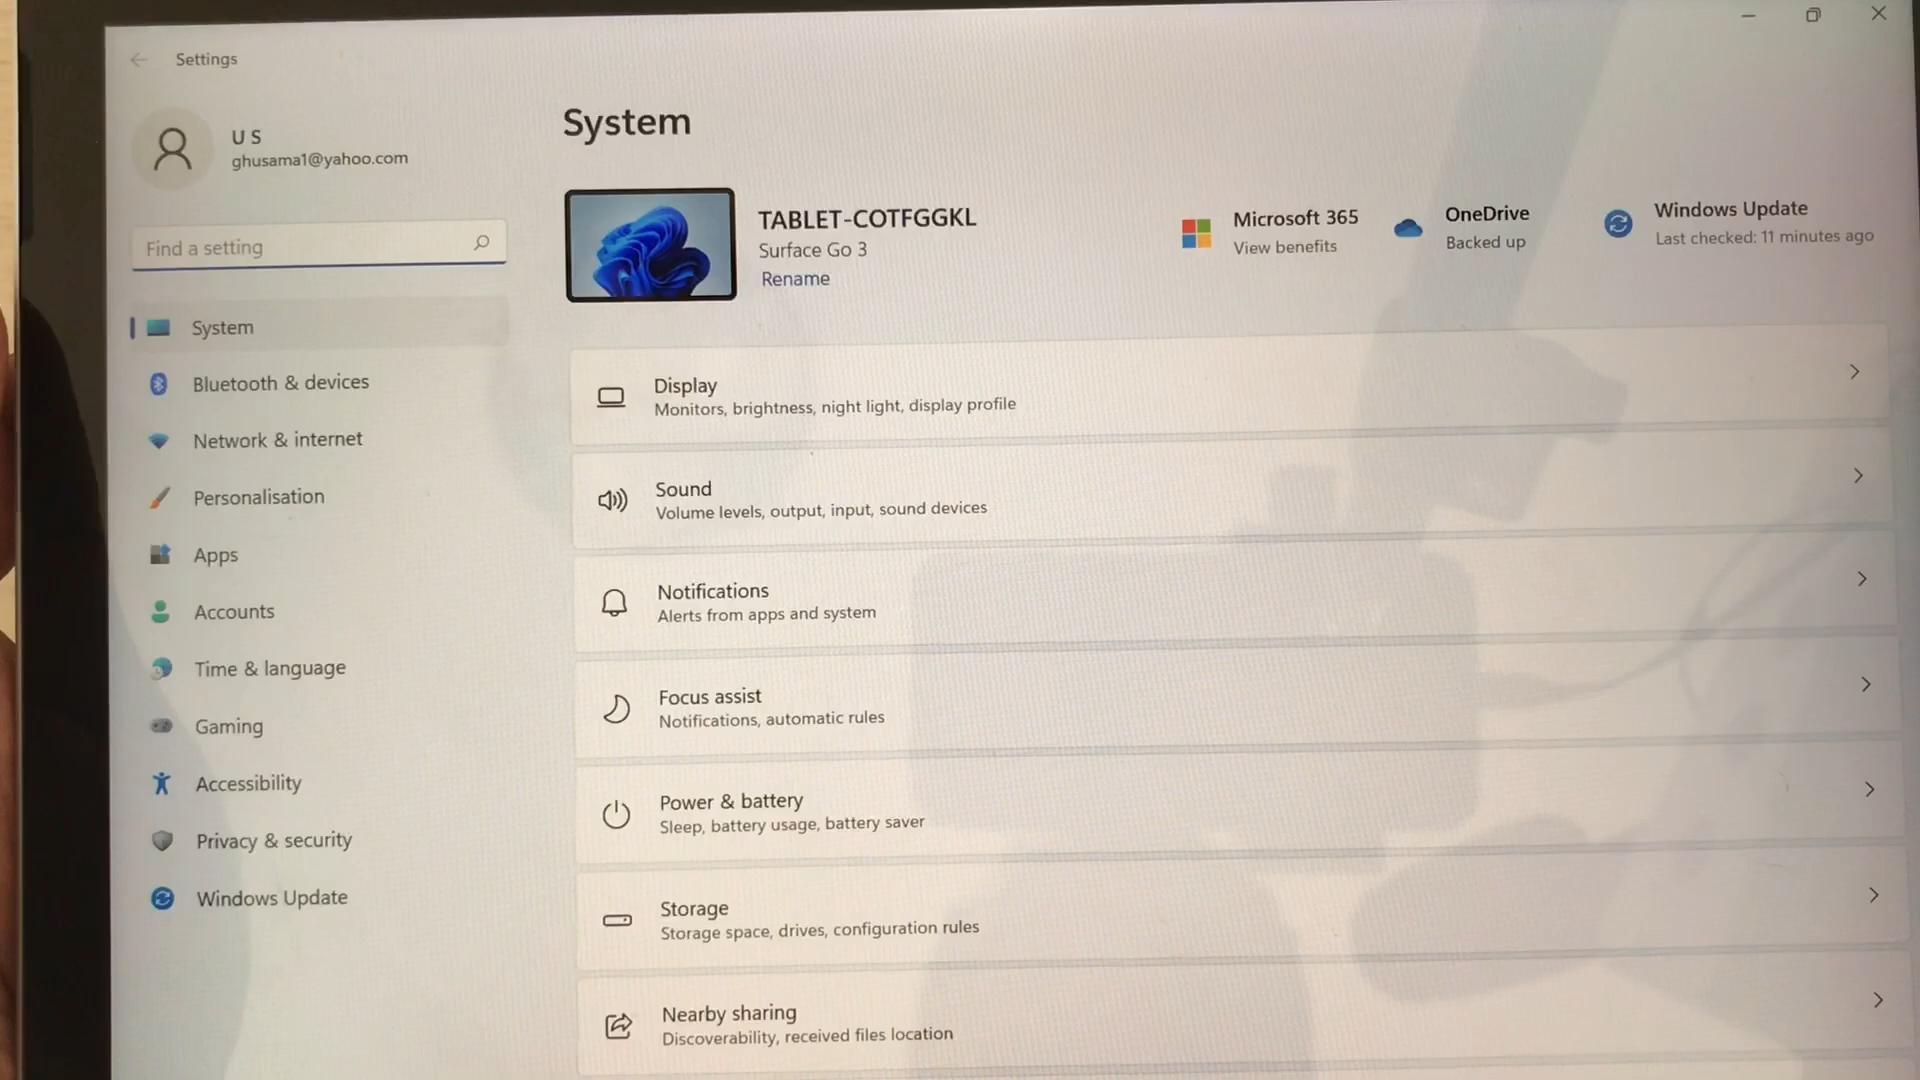 Settings
U S
ghusama1@yahoo.com
Find a setting
System
Bluetooth & devices
Network & internet
Personalisation
Apps
Accounts
Time & language
Gaming
Accessibility
Privacy & security
Windows Update
System
TABLET-COTFGGKL
Surface Go 3
Rename
Microsoft 365
View benefits
OneDrive
Backed up
Windows Update
Last checked: 11 minutes ago
Display
Monitors, brightness, night light, display profile
Sound
Volume levels, output, input, sound devices
Notifications
Alerts from apps and system
Focus assist
Notifications, automatic rules
Power & battery
Sleep, battery usage, battery saver
Storage
Storage space, drives, configuration rules
Nearby sharing
Discoverability, received files location